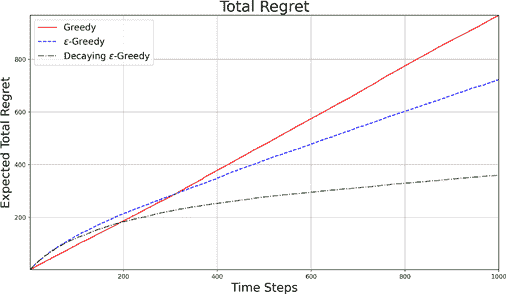 Total Regret
Greedy
ε-Greedy
Decaying ε-Greedy
Expected Total Regret
800
600
400
200
200
400
600
800
1000
Time Steps